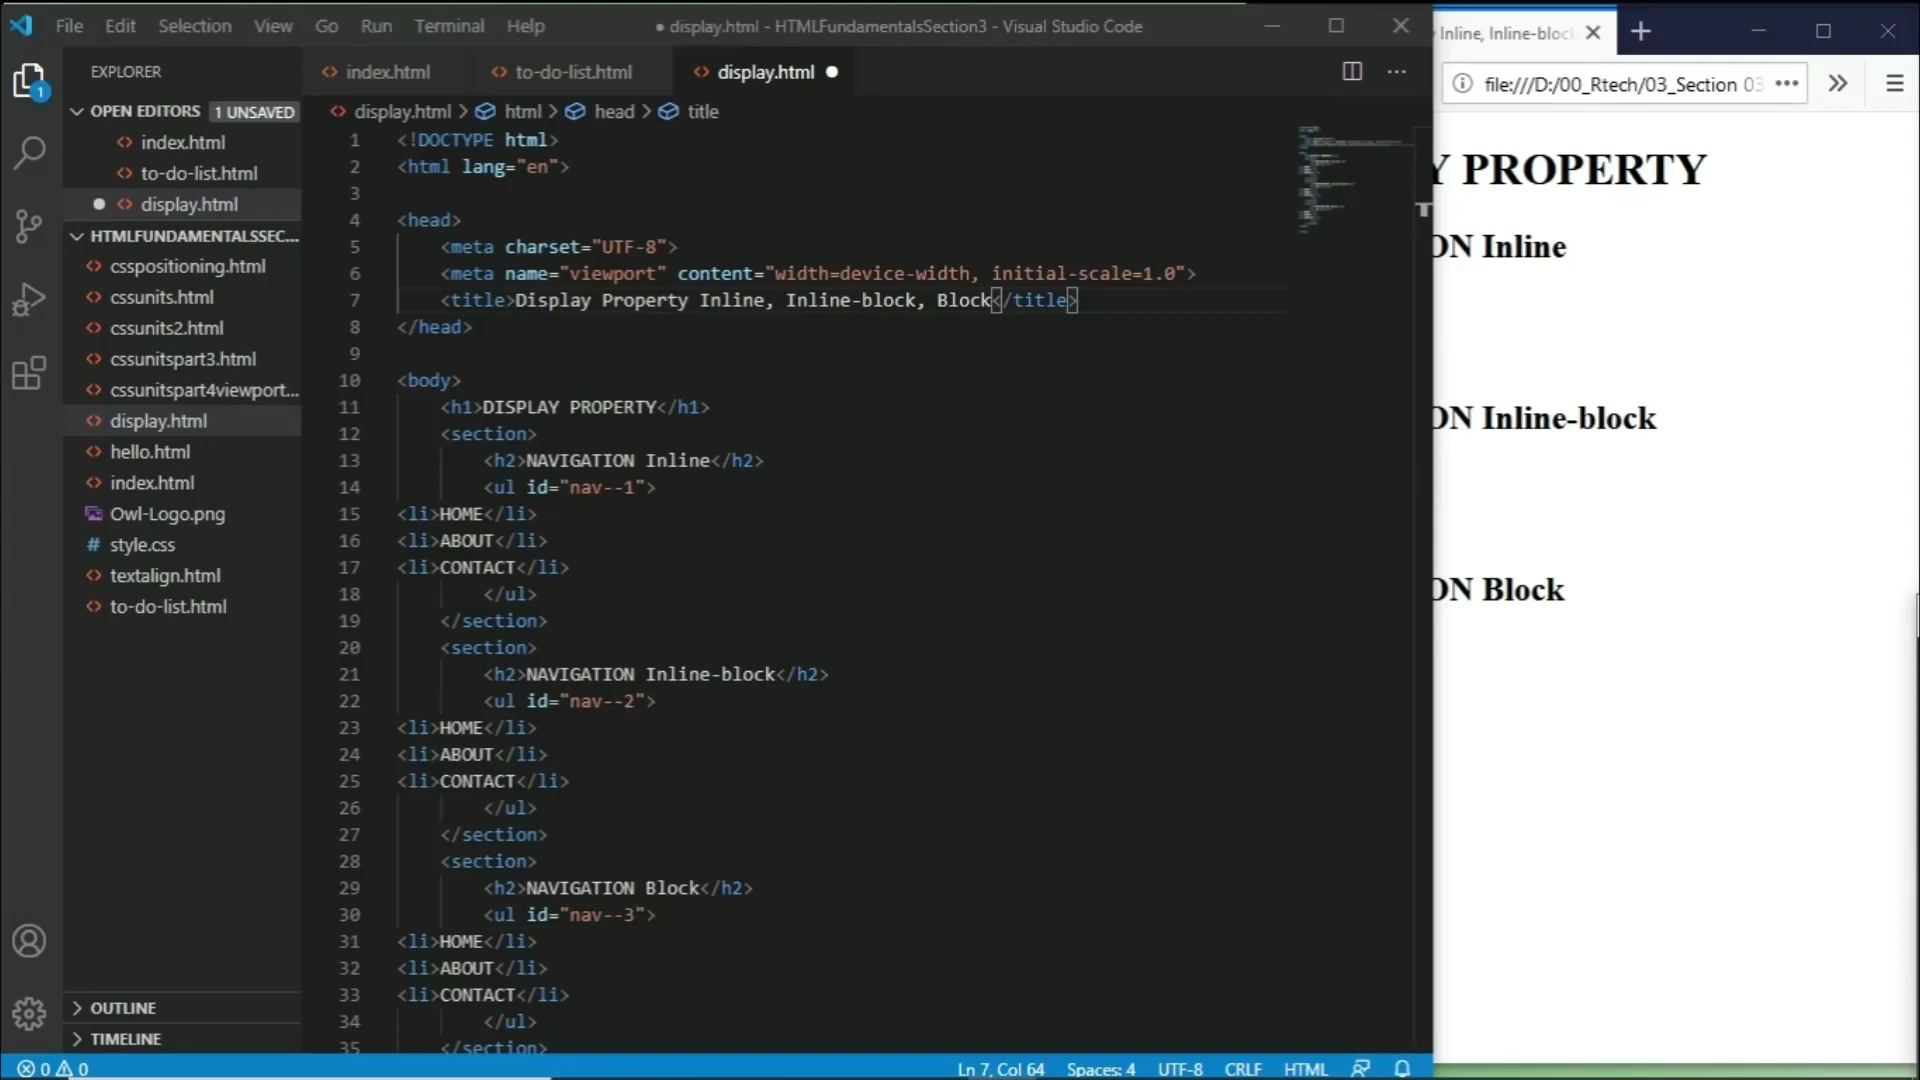 File Edit Selection View Go Run Terminal Help
● display.html - HTMLFundamentalsSection3 - Visual Studio Code
EXPLORER
OPEN EDITORS 1 UNSAVED
index.html
to-do-list.html
display.html
HTMLFUNDAMENTALSSEC...
csspositioning.html
cssunits.html
cssunits2.html
cssunitspart3.html
cssunitspart4viewport...
display.html
hello.html
index.html
Owl-Logo.png
# style.css
textalign.html
to-do-list.html
OUTLINE
TIMELINE
1
index.html to-do-list.html display.html
display.html > html > head > title
1 <!DOCTYPE html>
2 <html lang="en">
3
4 <head>
5 <meta charset="UTF-8">
6 <meta name="viewport" content="width=device-width, initial-scale=1.0">
7 <title>Display Property Inline, Inline-block, Block</title>
8 </head>
9
10 <body>
11 <h1>DISPLAY PROPERTY</h1>
12 <section>
13 <h2>NAVIGATION Inline</h2>
14 <ul id="nav--1">
15 <li>HOME</li>
16 <li>ABOUT</li>
17 <li>CONTACT</li>
18 </ul>
19 </section>
20 <section>
21 <h2>NAVIGATION Inline-block</h2>
22 <ul id="nav--2">
23 <li>HOME</li>
24 <li>ABOUT</li>
25 <li>CONTACT</li>
26 </ul>
27 </section>
28 <section>
29 <h2>NAVIGATION Block</h2>
30 <ul id="nav--3">
31 <li>HOME</li>
32 <li>ABOUT</li>
33 <li>CONTACT</li>
34 </ul>
35 </section>
0 0
Ln 7, Col 64 Spaces: 4 UTF-8 CRLF HTML
Inline, Inline-block
file:///D:/00_Rtech/03_Section 03
Y PROPERTY
ON Inline
ON Inline-block
ON Block